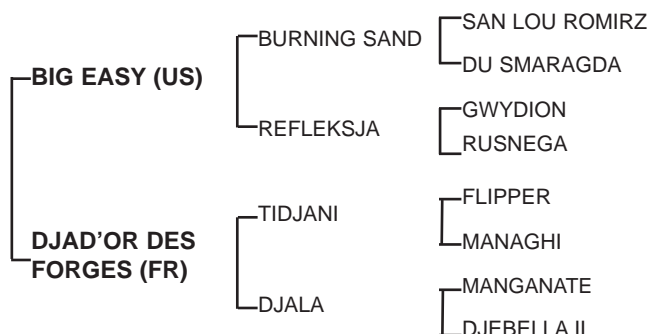 SAN LOU ROMIRZ
BURNING SAND
DU SMARAGDA
BIG EASY (US)
GWYDION
REFLEKSJA
RUSNEGA
FLIPPER
TIDJANI
MANAGHI
DJAD'OR DES
FORGES (FR)
MANGANATE
DJALA
DJEBELLA II